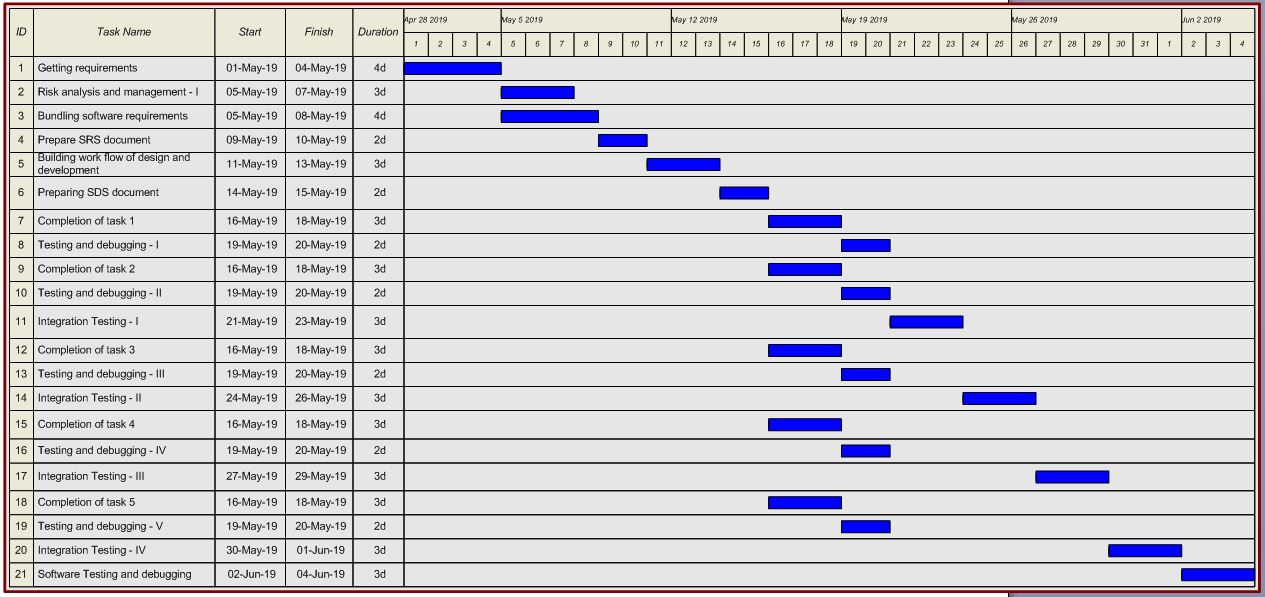 ID Task Name Start Finish Duration Apr 28 2019 May 5 2019 May 12 2019 May 19 2019 May 26 2019 Jun 2 2019
1 2 3 4 5 6 7 8 9 10 11 12 13 14 15 16 17 18 19 20 21 22 23 24 25 26 27 28 29 30 31 1 2 3 4
1 Getting requirements 01-May-19 04-May-19 4d
2 Risk analysis and management - I 05-May-19 07-May-19 3d
3 Bundling software requirements 05-May-19 08-May-19 4d
4 Prepare SRS document 09-May-19 10-May-19 2d
5 Building work flow of design and
development 11-May-19 13-May-19 3d
6 Preparing SDS document 14-May-19 15-May-19 2d
7 Completion of task 1 16-May-19 18-May-19 3d
8 Testing and debugging - I 19-May-19 20-May-19 2d
9 Completion of task 2 16-May-19 18-May-19 3d
10 Testing and debugging - II 19-May-19 20-May-19 2d
11 Integration Testing - I 21-May-19 23-May-19 3d
12 Completion of task 3 16-May-19 18-May-19 3d
13 Testing and debugging - III 19-May-19 20-May-19 2d
14 Integration Testing - II 24-May-19 26-May-19 3d
15 Completion of task 4 16-May-19 18-May-19 3d
16 Testing and debugging - IV 19-May-19 20-May-19 2d
17 Integration Testing - III 27-May-19 29-May-19 3d
18 Completion of task 5 16-May-19 18-May-19 3d
19 Testing and debugging - V 19-May-19 20-May-19 2d
20 Integration Testing - IV 30-May-19 01-Jun-19 3d
21 Software Testing and debugging 02-Jun-19 04-Jun-19 3d